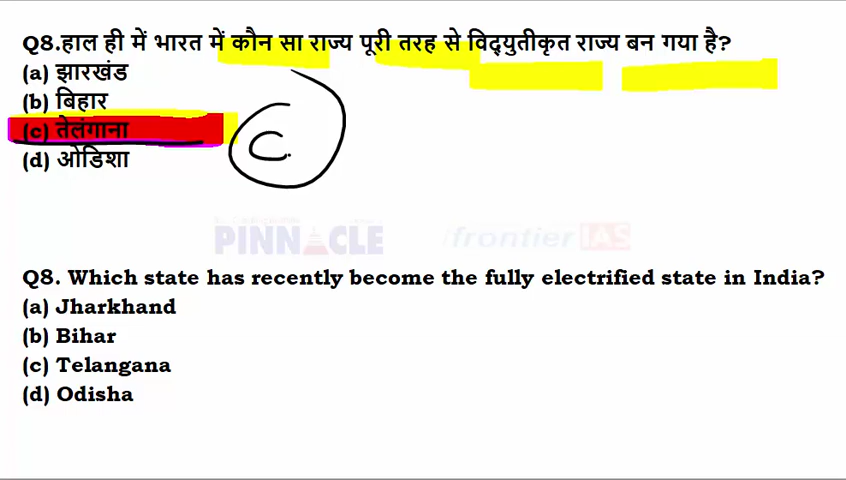 Q8.हाल ही में भारत में कौन सा राज्य पूरी तरह से विद्युतीकृत राज्य बन गया है?
(a) झारखंड
(b) बिहार
(c) तेलंगाना
(d) ओडिशा
C
PINNACLE frontier IAS
Q8. Which state has recently become the fully electrified state in India?
(a) Jharkhand
(b) Bihar
(c) Telangana
(d) Odisha